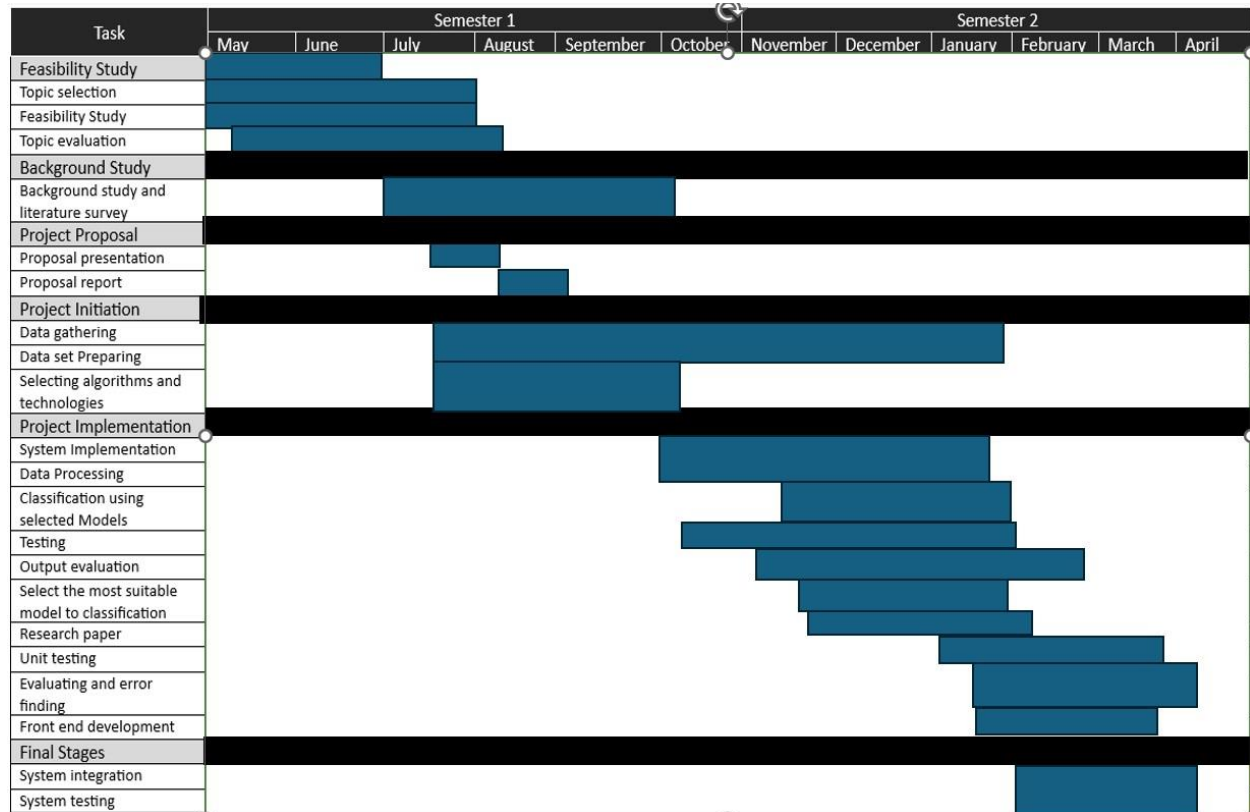 Task
Semester 1
Semester 2
May
June
July
August
September
October
November
December
January
February
March
April
Feasibility Study
Topic selection
Feasibility Study
Topic evaluation
Background Study
Background study and
literature survey
Project Proposal
Proposal presentation
Proposal report
Project Initiation
Data gathering
Data set Preparing
Selecting algorithms and
technologies
Project Implementation
System Implementation
Data Processing
Classification using
selected Models
Testing
Output evaluation
Select the most suitable
model to classification
Research paper
Unit testing
Evaluating and error
finding
Front end development
Final Stages
System integration
System testing